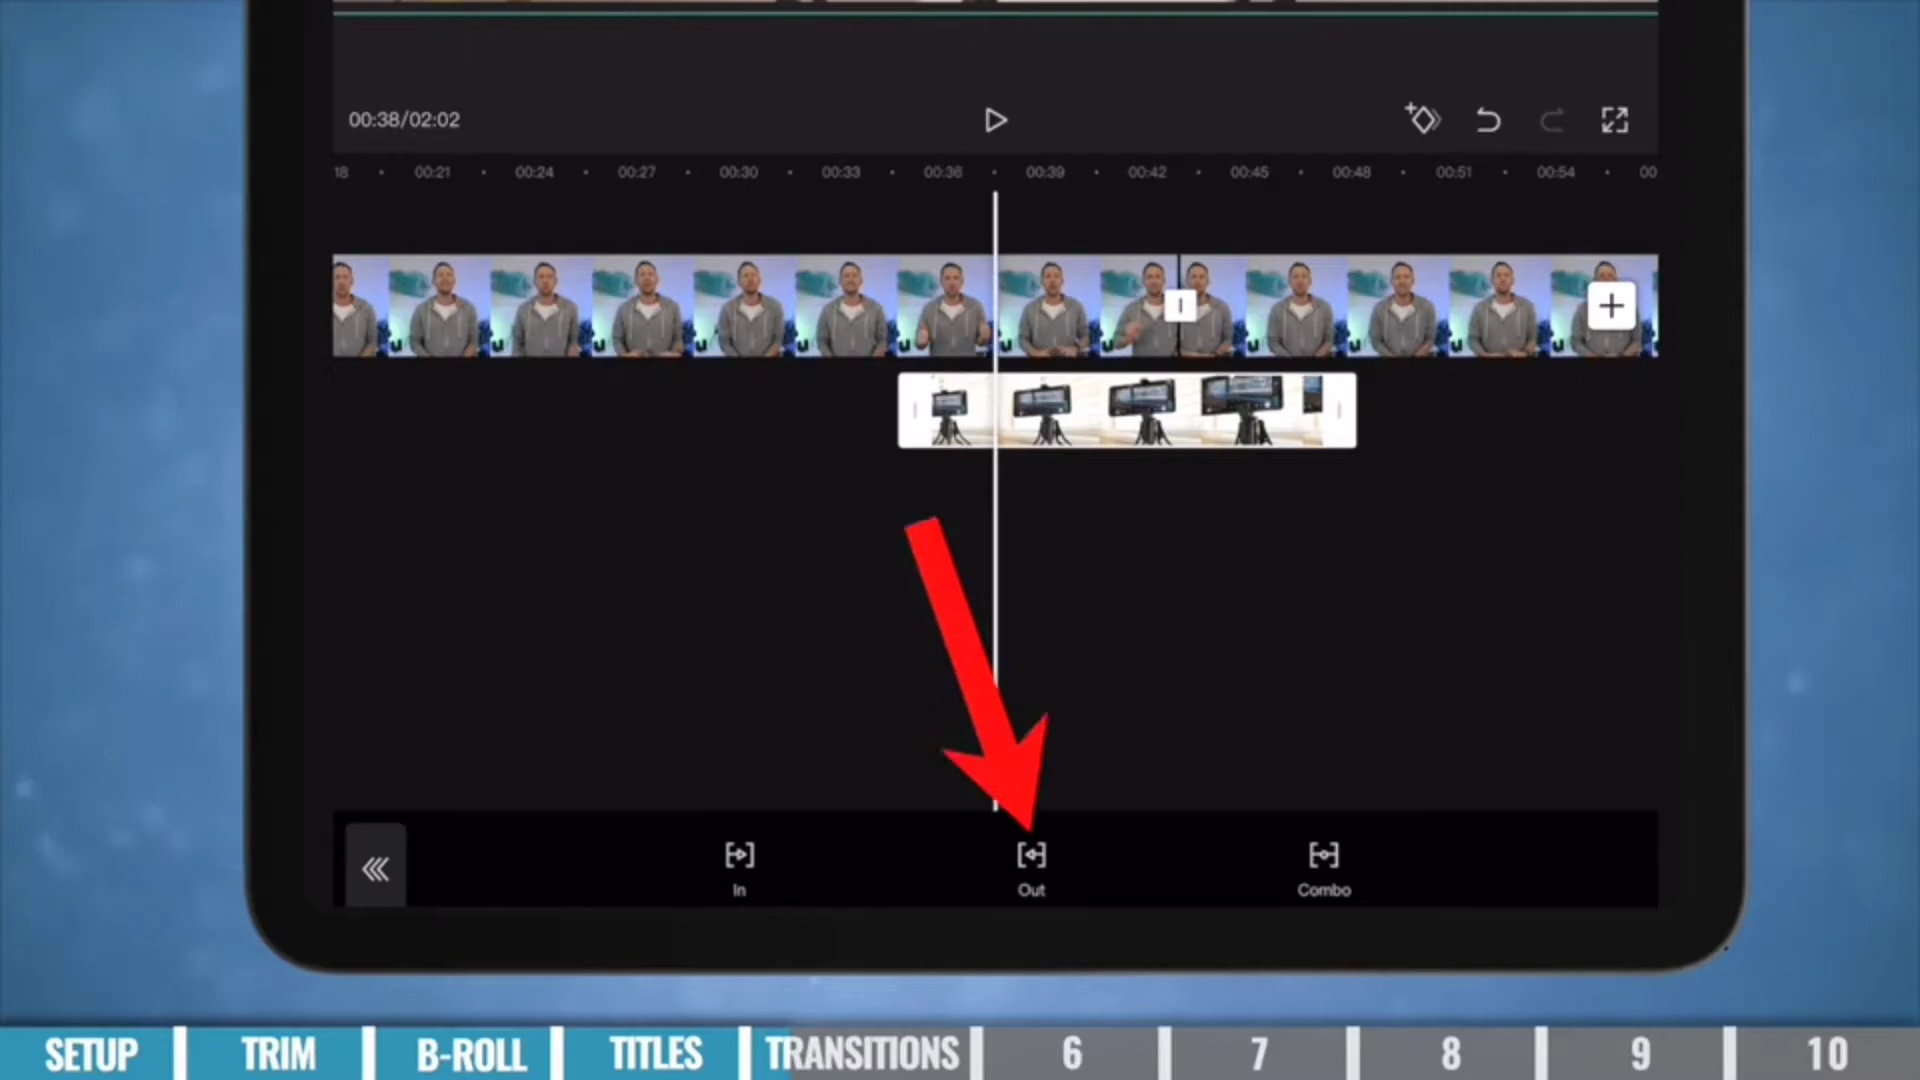 00:38/02:02
18 00:21 00:24 00:27 00:30 00:33 00:36 00:39 00:42 00:45 00:48 00:51 00:54 00
In Out Combo
SETUP TRIM B-ROLL TITLES TRANSITIONS 6 7 8 9 10